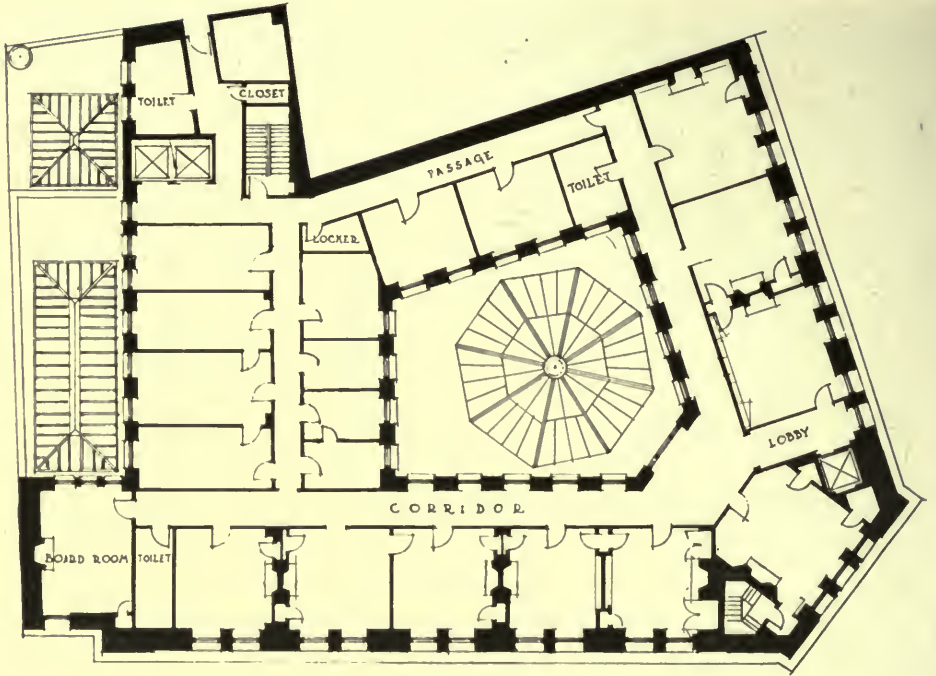 CLOSET
TOILET
PASSAGE
TOILET
LOCKER
LOBBY
CORRIDOR
BOARD ROOM
TOILET